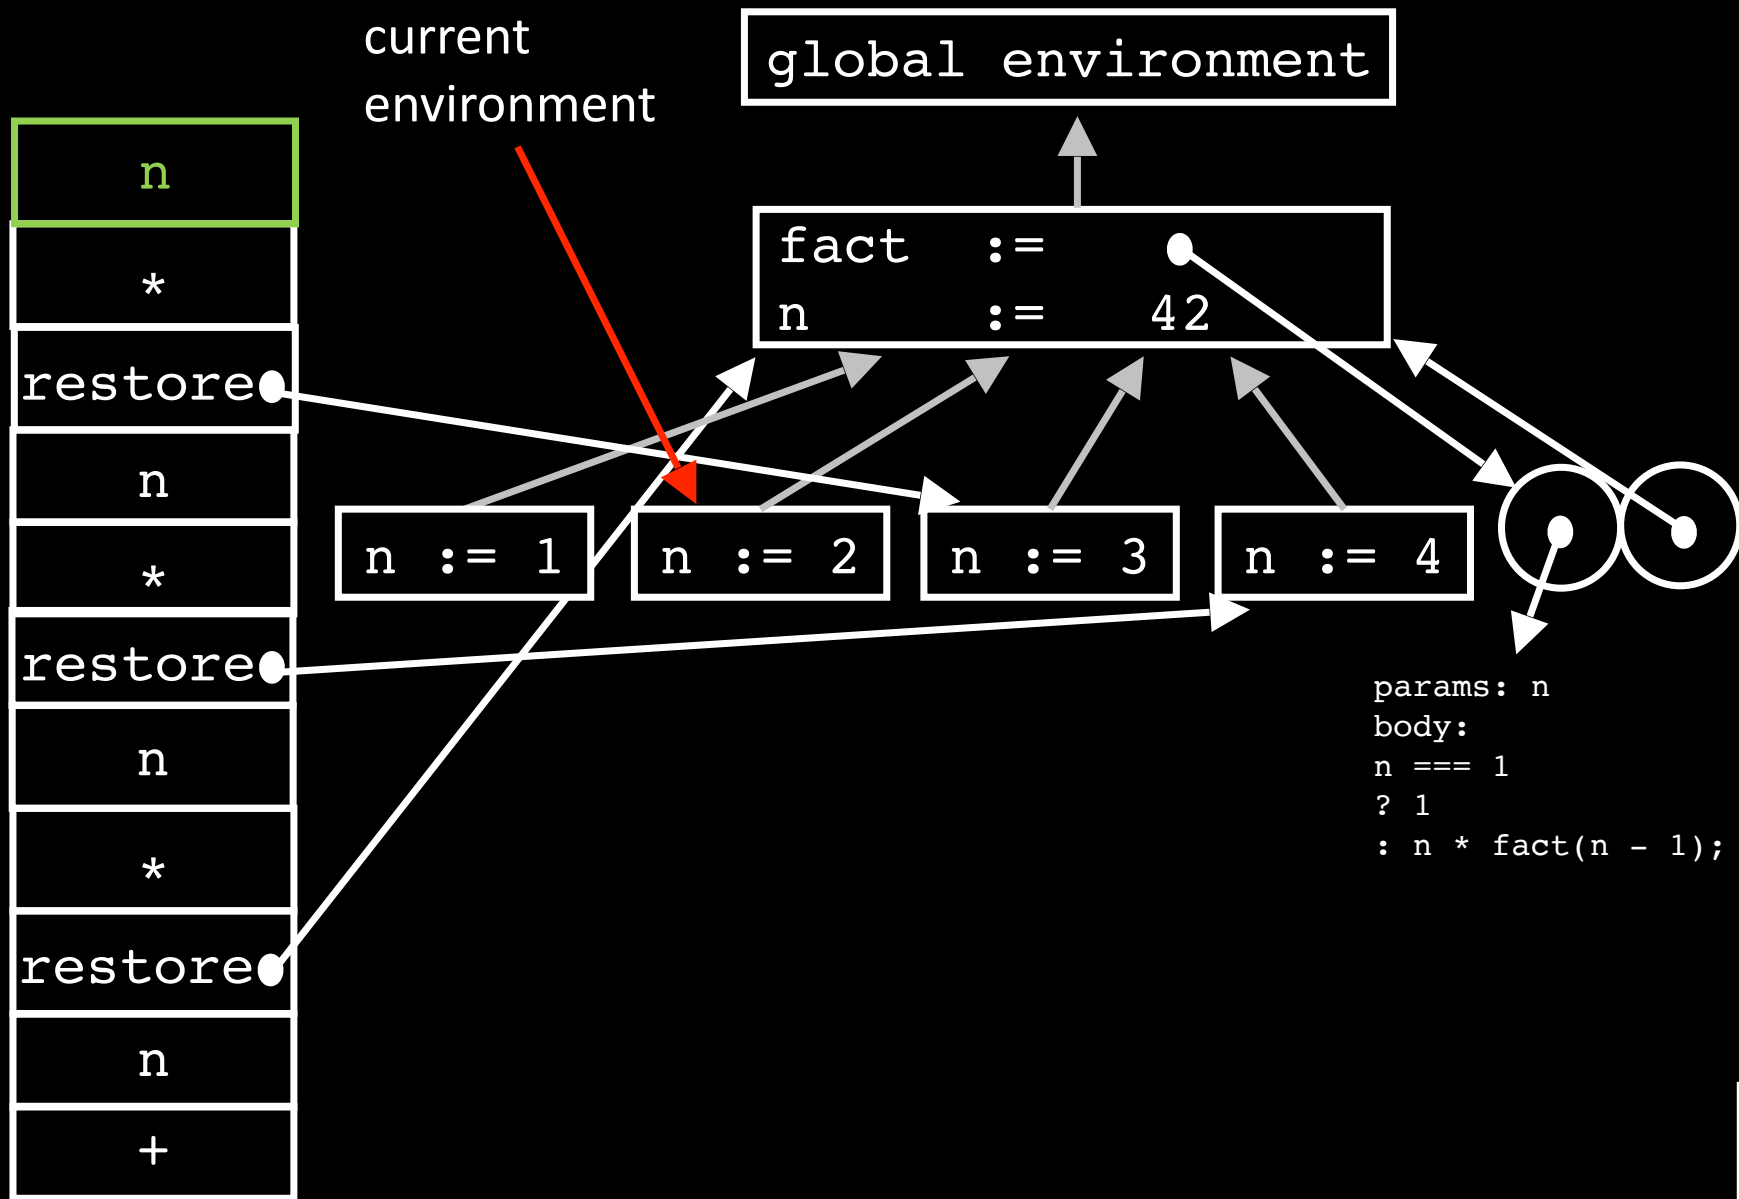 current
environment
global environment
n
*
restore
n
*
restore
n
*
restore
n
+
fact := 
n := 42
n := 1
n := 2
n := 3
n := 4
params: n
body:
n === 1
? 1
: n * fact(n - 1);